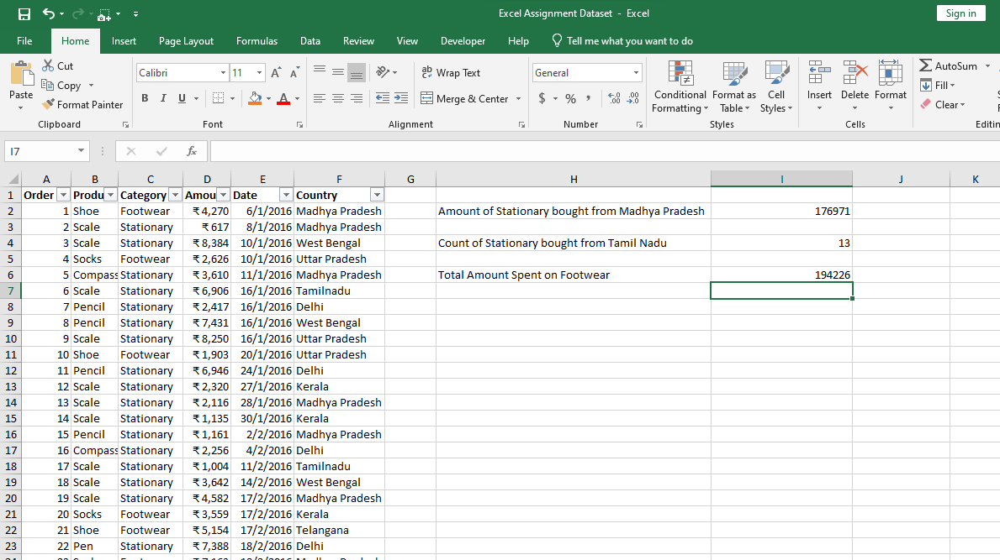 Excel Assignment Dataset - Excel
Sign in
File Home Insert Page Layout Formulas Data Review View Developer Help Tell me what you want to do
Paste
Cut
Copy
Format Painter
Clipboard
Calibri 11
B I U A A A
Font
Wrap Text
Merge & Center
Alignment
General
$ % ,
Number
Conditional Formatting
Format as Table
Cell Styles
Styles
Insert Delete Format
Cells
AutoSum
Fill
Clear
Editin
I7 fx
A B C D E F G H I J K
1 Order Produ Category Amou Date Country
2 1 Shoe Footwear ₹ 4,270 6/1/2016 Madhya Pradesh Amount of Stationary bought from Madhya Pradesh 176971
3 2 Scale Stationary ₹ 617 8/1/2016 Madhya Pradesh
4 3 Scale Stationary ₹ 8,384 10/1/2016 West Bengal Count of Stationary bought from Tamil Nadu 13
5 4 Socks Footwear ₹ 2,626 10/1/2016 Uttar Pradesh
6 5 Compass Stationary ₹ 3,610 11/1/2016 Madhya Pradesh Total Amount Spent on Footwear 194226
7 6 Scale Stationary ₹ 6,906 16/1/2016 Tamilnadu
8 7 Pencil Stationary ₹ 2,417 16/1/2016 Delhi
9 8 Pencil Stationary ₹ 7,431 16/1/2016 West Bengal
10 9 Scale Stationary ₹ 8,250 16/1/2016 Uttar Pradesh
11 10 Shoe Footwear ₹ 1,903 20/1/2016 Uttar Pradesh
12 11 Pencil Stationary ₹ 6,946 24/1/2016 Delhi
13 12 Scale Stationary ₹ 2,320 27/1/2016 Kerala
14 13 Scale Stationary ₹ 2,116 28/1/2016 Madhya Pradesh
15 14 Scale Stationary ₹ 1,135 30/1/2016 Kerala
16 15 Pencil Stationary ₹ 1,161 2/2/2016 Madhya Pradesh
17 16 Compass Stationary ₹ 2,256 4/2/2016 Delhi
18 17 Scale Stationary ₹ 1,004 11/2/2016 Tamilnadu
19 18 Scale Stationary ₹ 3,642 14/2/2016 West Bengal
20 19 Scale Stationary ₹ 4,582 17/2/2016 Madhya Pradesh
21 20 Socks Footwear ₹ 3,559 17/2/2016 Kerala
22 21 Shoe Footwear ₹ 5,154 17/2/2016 Telangana
23 22 Pen Stationary ₹ 7,388 18/2/2016 Delhi